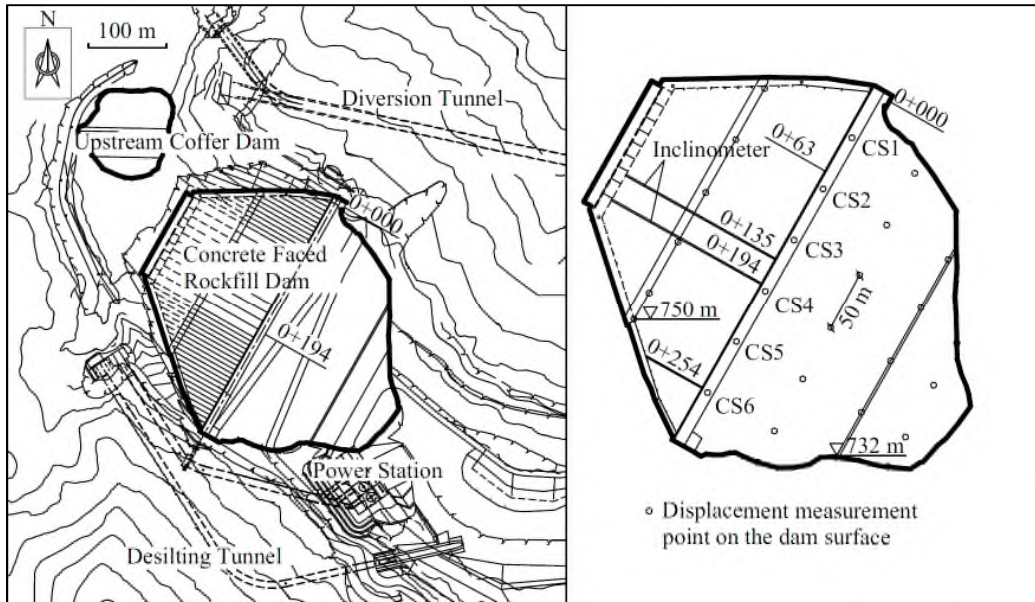 N
100 m
Diversion Tunnel
Upstream Coffer Dam
0+000
Concrete Faced
Rockfill Dam
0+194
Power Station
Desilting Tunnel
0+000
CS1
0+63
Inclinometer
CS2
0+135
CS3
0+194
CS4
50 m
750 m
CS5
0+254
CS6
732 m
Displacement measurement
point on the dam surface